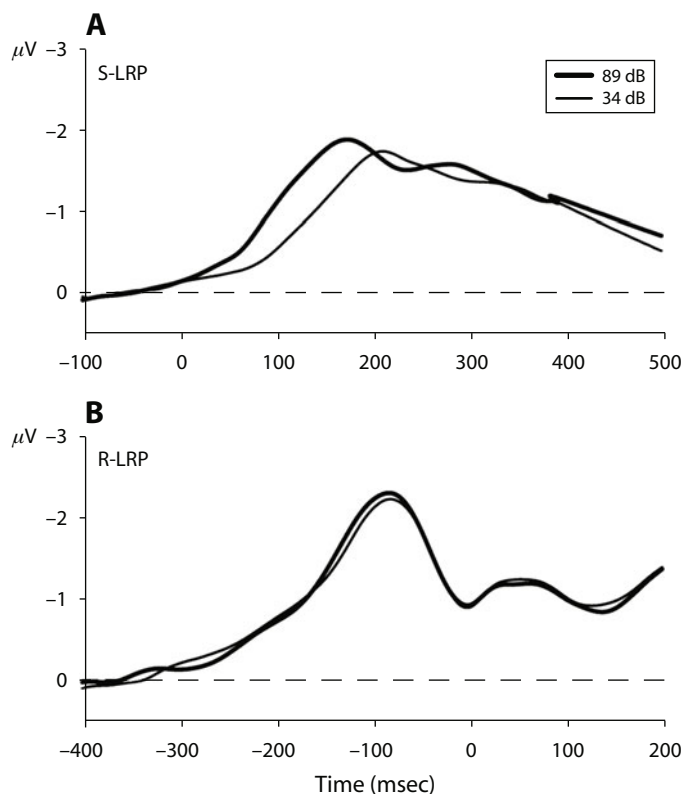 A
μV
–3
S-LRP
89 dB
34 dB
–2
–1
0
–100 0 100 200 300 400 500
B
μV
–3
R-LRP
–2
–1
0
–400 –300 –200 –100 0 100 200
Time (msec)